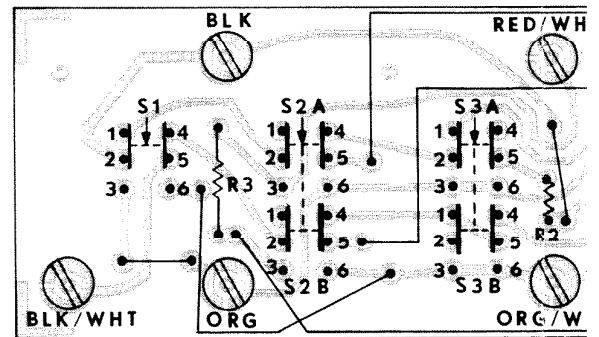 BLK
RED/WH
S1
S2A
S3A
1 4
1 4
1 4
2 5
2 5
2 5
3 6
3 6
3 6
R3
1 4
1 4
2 5
2 5
R2
3 6
3 6
S2B
S3B
BLK/WHT
ORG
ORG/W